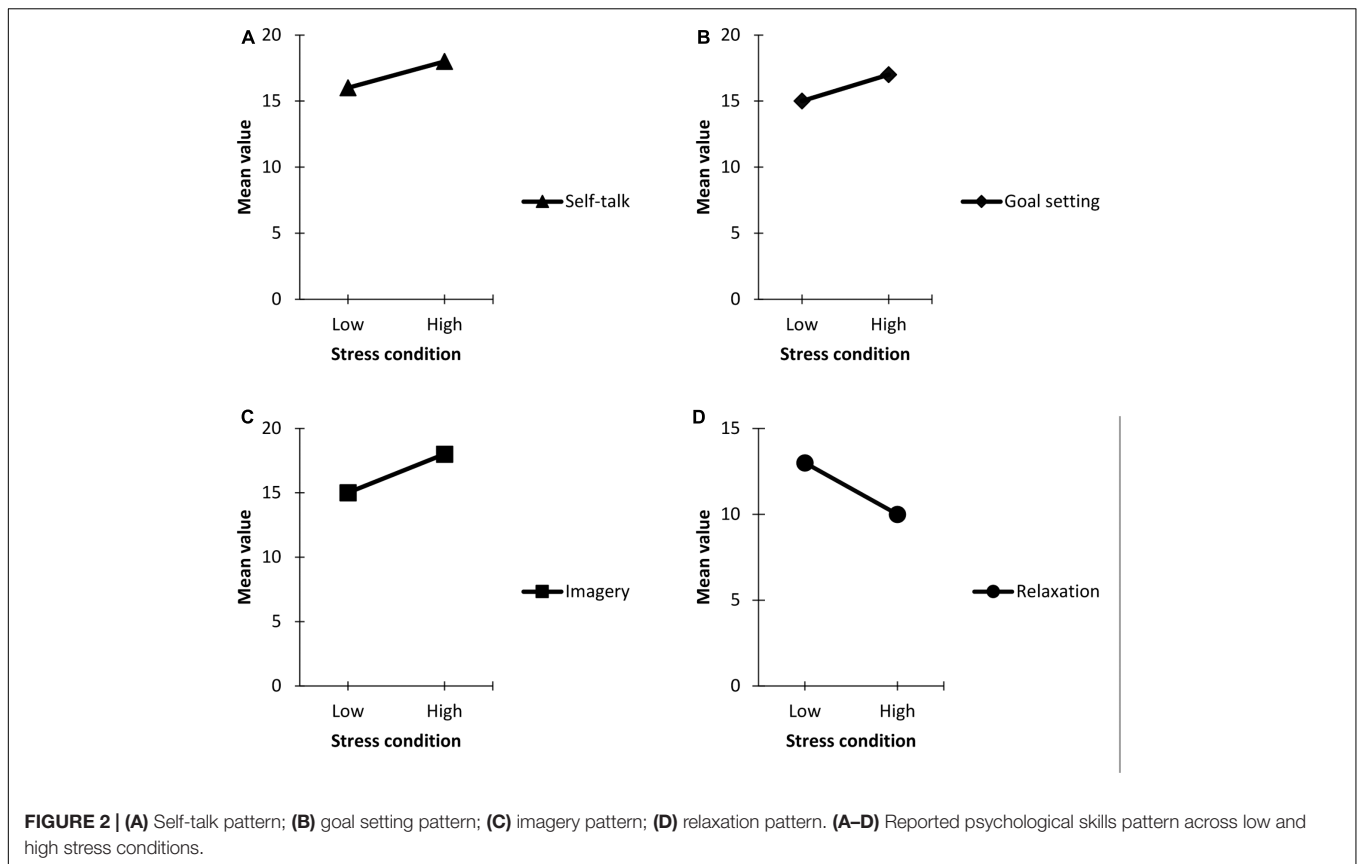 A
20
15
10
5
0
Mean value
Low High
Stress condition
Self-talk
B
20
15
10
5
0
Mean value
Low High
Stress condition
Goal setting
C
20
15
10
5
0
Mean value
Low High
Stress condition
Imagery
D
15
10
5
0
Mean value
Low High
Stress condition
Relaxation
FIGURE 2 | (A) Self-talk pattern; (B) goal setting pattern; (C) imagery pattern; (D) relaxation pattern. (A–D) Reported psychological skills pattern across low and
high stress conditions.